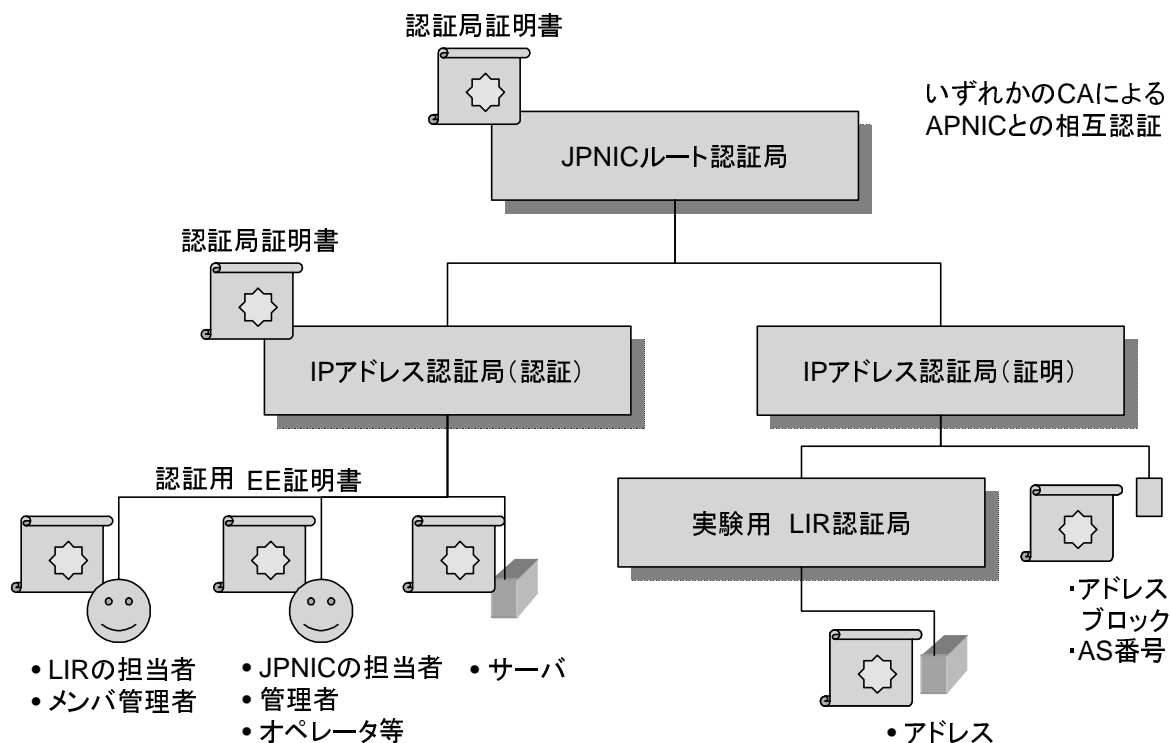 認証局証明書
いずれかのCAによる
APNICとの相互認証
JPNICルート認証局
認証局証明書
IPアドレス認証局(認証)
IPアドレス認証局(証明)
認証用 EE証明書
実験用 LIR認証局
・アドレス
ブロック
・AS番号
• LIRの担当者
• メンバ管理者
• JPNICの担当者
• 管理者
• オペレータ等
• サーバ
• アドレス